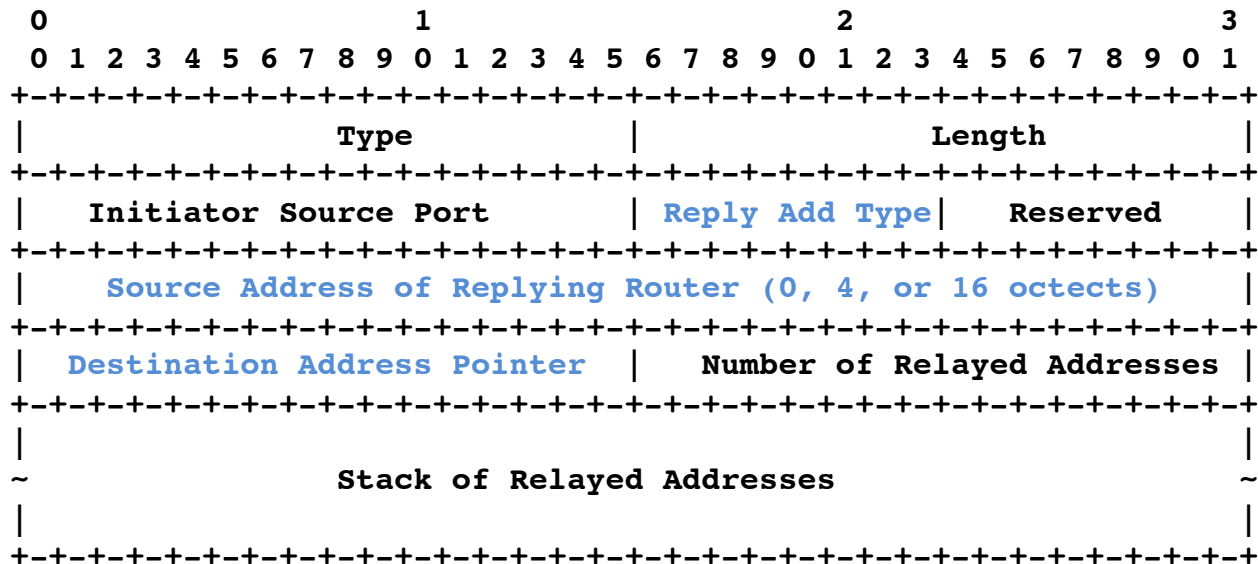 0                   1                   2                   3
0 1 2 3 4 5 6 7 8 9 0 1 2 3 4 5 6 7 8 9 0 1 2 3 4 5 6 7 8 9 0 1
+-+-+-+-+-+-+-+-+-+-+-+-+-+-+-+-+-+-+-+-+-+-+-+-+-+-+-+-+-+-+-+-+
| Type | Length |
+-+-+-+-+-+-+-+-+-+-+-+-+-+-+-+-+-+-+-+-+-+-+-+-+-+-+-+-+-+-+-+-+
| Initiator Source Port | Reply Add Type| Reserved |
+-+-+-+-+-+-+-+-+-+-+-+-+-+-+-+-+-+-+-+-+-+-+-+-+-+-+-+-+-+-+-+-+
| Source Address of Replying Router (0, 4, or 16 octects) |
+-+-+-+-+-+-+-+-+-+-+-+-+-+-+-+-+-+-+-+-+-+-+-+-+-+-+-+-+-+-+-+-+
| Destination Address Pointer | Number of Relayed Addresses |
+-+-+-+-+-+-+-+-+-+-+-+-+-+-+-+-+-+-+-+-+-+-+-+-+-+-+-+-+-+-+-+-+
| |
~ Stack of Relayed Addresses ~
| |
+-+-+-+-+-+-+-+-+-+-+-+-+-+-+-+-+-+-+-+-+-+-+-+-+-+-+-+-+-+-+-+-+